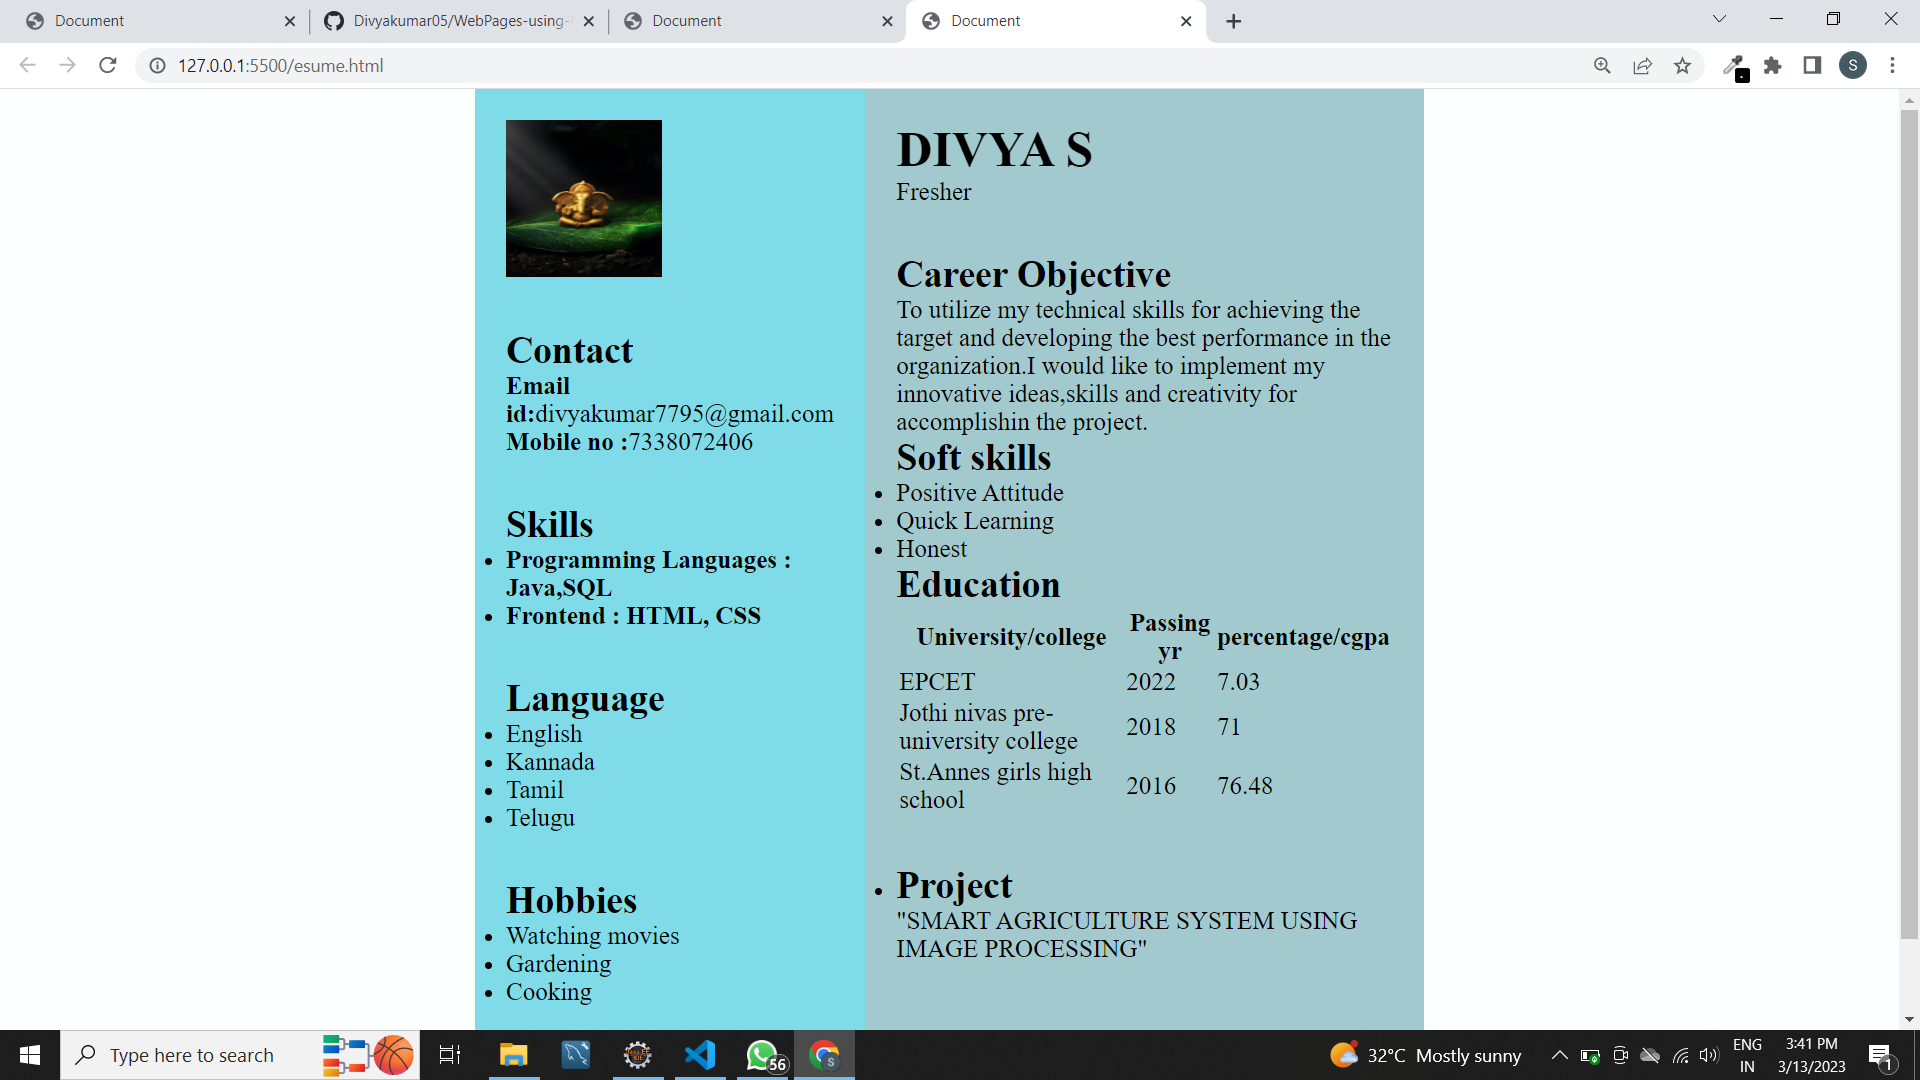 Document
Divyakumar05/WebPages-using-
Document
Document
127.0.0.1:5500/esume.html
S
DIVYA S
Fresher
Career Objective
To utilize my technical skills for achieving the
target and developing the best performance in the
organization.I would like to implement my
innovative ideas,skills and creativity for
accomplishin the project.
Soft skills
Positive Attitude
Quick Learning
Honest
Education
University/college Passing yr percentage/cgpa
EPCET 2022 7.03
Jothi nivas pre-
university college 2018 71
St.Annes girls high
school 2016 76.48
Project
"SMART AGRICULTURE SYSTEM USING
IMAGE PROCESSING"
Contact
Email
id:divyakumar7795@gmail.com
Mobile no :7338072406
Skills
Programming Languages :
Java,SQL
Frontend : HTML, CSS
Language
English
Kannada
Tamil
Telugu
Hobbies
Watching movies
Gardening
Cooking
Type here to search
56
S
32°C Mostly sunny
ENG
IN
3:41 PM
3/13/2023
1